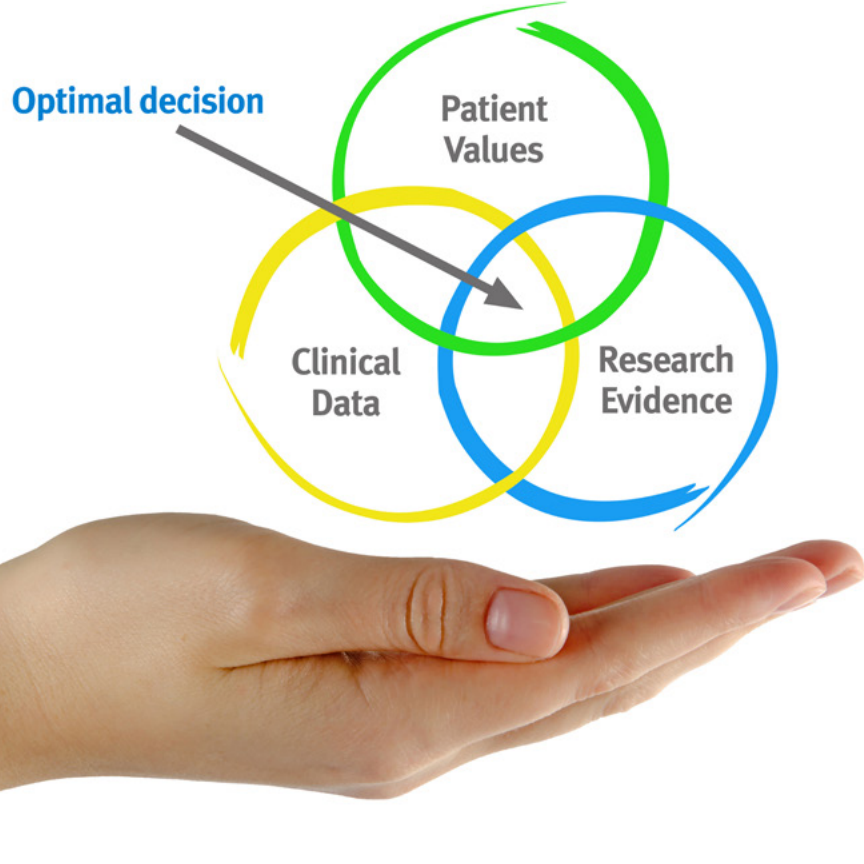 Optimal decision
Patient
Values
Clinical
Data
Research
Evidence